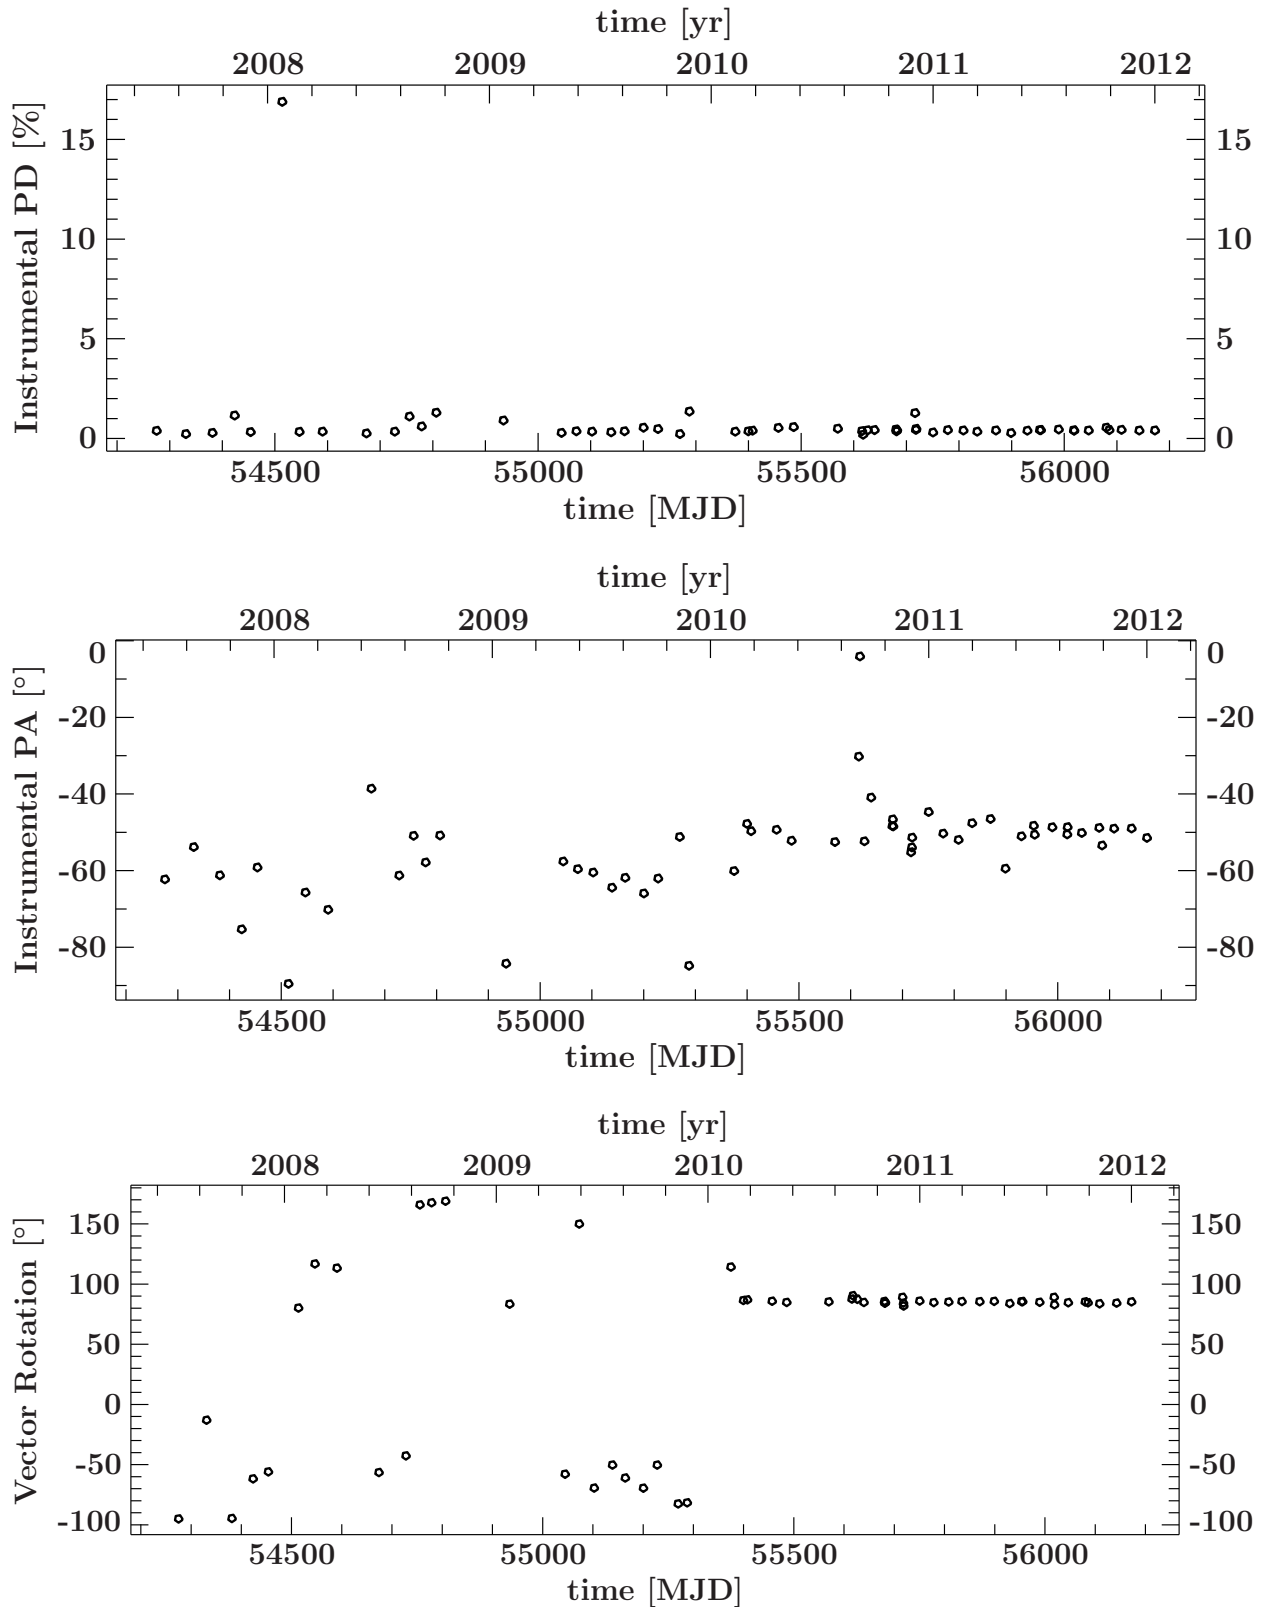 time [yr]
2008 2009 2010 2011 2012
Instrumental PD [%]
15 15
10 10
5 5
0 0
54500 55000 55500 56000
time [MJD]
time [yr]
2008 2009 2010 2011 2012
Instrumental PA [°]
0 0
-20 -20
-40 -40
-60 -60
-80 -80
54500 55000 55500 56000
time [MJD]
time [yr]
2008 2009 2010 2011 2012
Vector Rotation [°]
150 150
100 100
50 50
0 0
-50 -50
-100 -100
54500 55000 55500 56000
time [MJD]